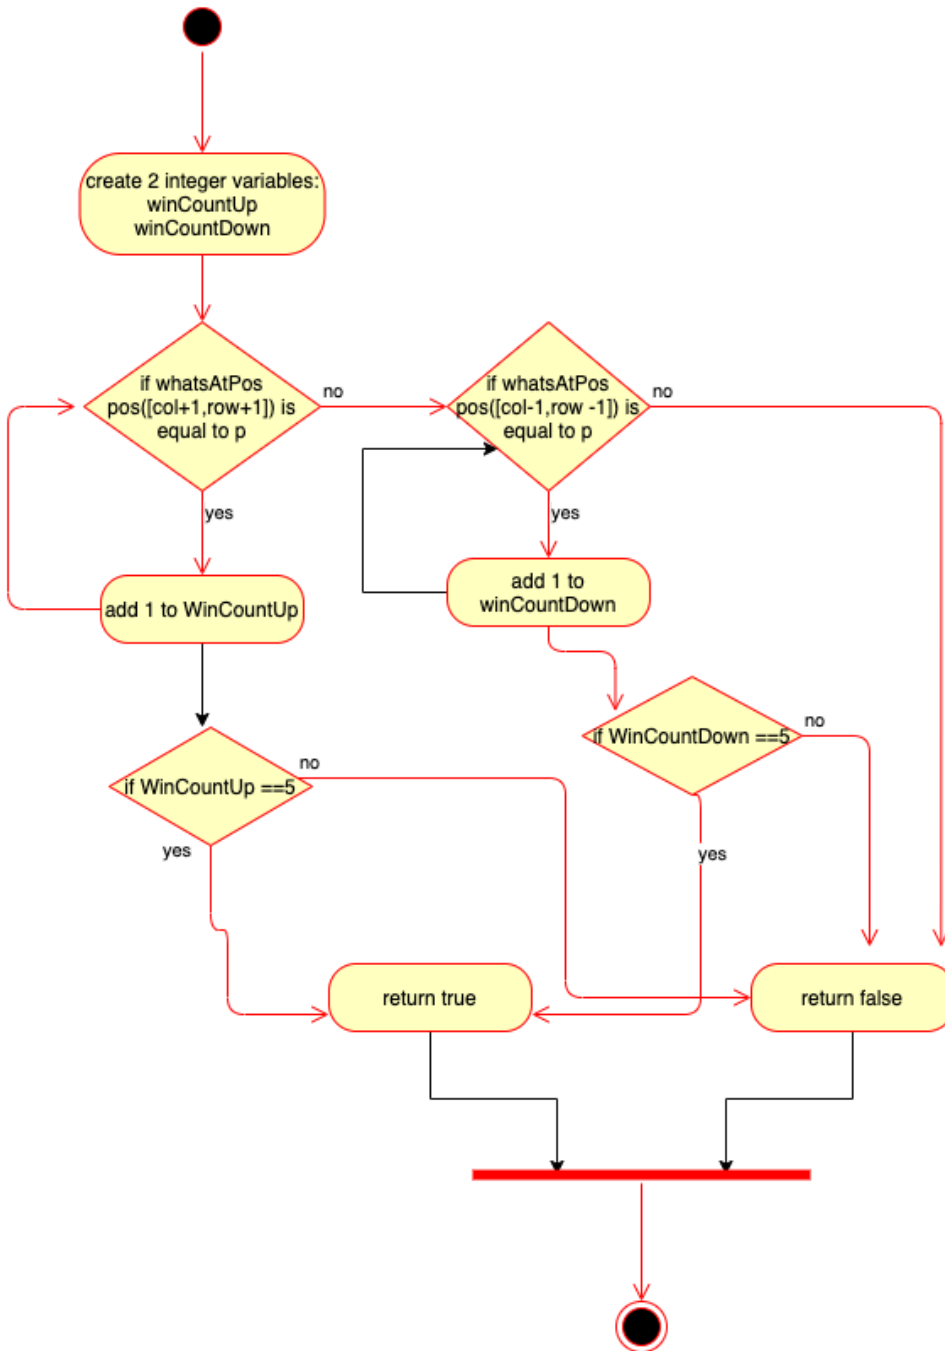 create 2 integer variables:
winCountUp
winCountDown
if whatsAtPos
pos([col+1,row+1]) is
equal to p
no
if whatsAtPos
pos([col-1,row -1]) is
equal to p
no
yes
yes
add 1 to WinCountUp
add 1 to
winCountDown
if WinCountDown ==5
no
if WinCountUp ==5
no
yes
yes
return true
return false